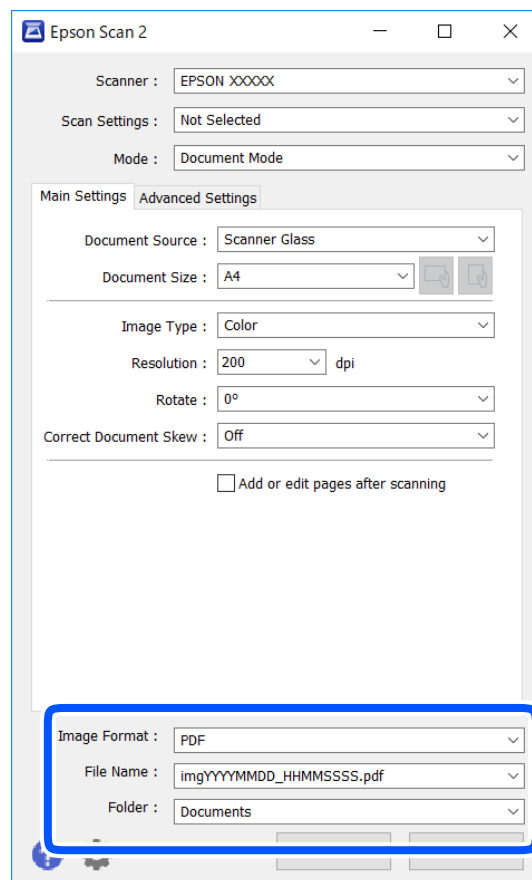 Epson Scan 2
Scanner : EPSON XXXXX
Scan Settings : Not Selected
Mode : Document Mode
Main Settings Advanced Settings
Document Source : Scanner Glass
Document Size : A4
Image Type : Color
Resolution : 200 dpi
Rotate : 0°
Correct Document Skew : Off
Add or edit pages after scanning
Image Format : PDF
File Name : imgYYYYMMDD_HHMMSSSS.pdf
Folder : Documents